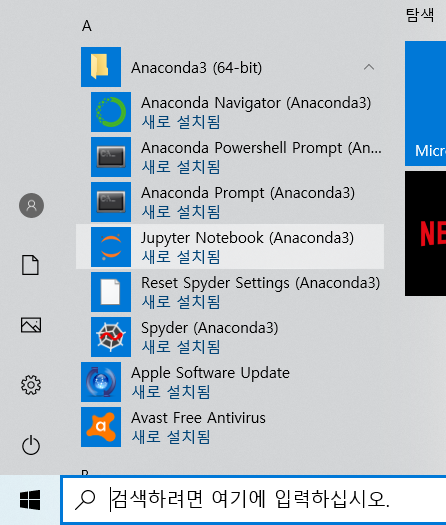 탐색
A
Anaconda3 (64-bit)
Anaconda Navigator (Anaconda3)
새로 설치됨
Anaconda Powershell Prompt (An...
새로 설치됨
Anaconda Prompt (Anaconda3)
새로 설치됨
Micr
Jupyter Notebook (Anaconda3)
새로 설치됨
NE
Reset Spyder Settings (Anaconda3)
새로 설치됨
Spyder (Anaconda3)
새로 설치됨
Apple Software Update
새로 설치됨
Avast Free Antivirus
새로 설치됨
검색하려면 여기에 입력하십시오.